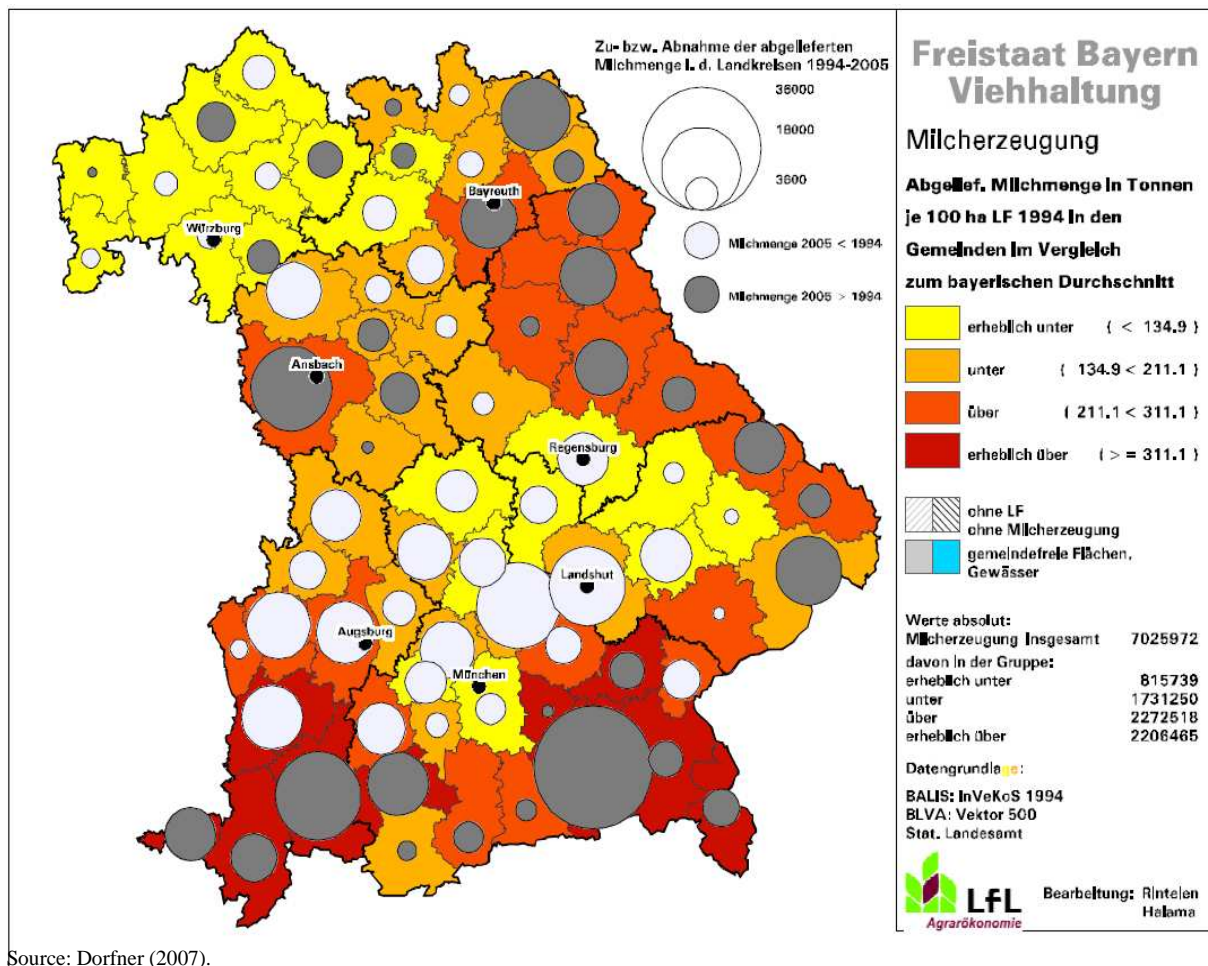 Zu- bzw. Abnahme der abgelieferten
Milchmenge i. d. Landkreisen 1994-2005
36000
18000
3600
Milchmenge 2005 < 1994
Milchmenge 2005 > 1994
Bayreuth
Würzburg
Ansbach
Regensburg
Landshut
Augsburg
München
Freistaat Bayern
Viehhaltung
Milcherzeugung
Abgelief. Milchmenge in Tonnen
je 100 ha LF 1994 in den
Gemeinden im Vergleich
zum bayerischen Durchschnitt
erheblich unter ( < 134.9 )
unter ( 134.9 < 211.1 )
über ( 211.1 < 311.1 )
erheblich über ( > = 311.1 )
ohne LF
ohne Milcherzeugung
gemeindefreie Flächen,
Gewässer
Werte absolut:
Milcherzeugung insgesamt 7025972
davon in der Gruppe:
erheblich unter 815739
unter 1731250
über 2272518
erheblich über 2206465
Datengrundlage:
BALIS: InVeKoS 1994
BLVA: Vektor 500
Stat. Landesamt
LfL
Agrarökonomie
Bearbeitung: Rintelen
Halama
Source: Dorfner (2007).